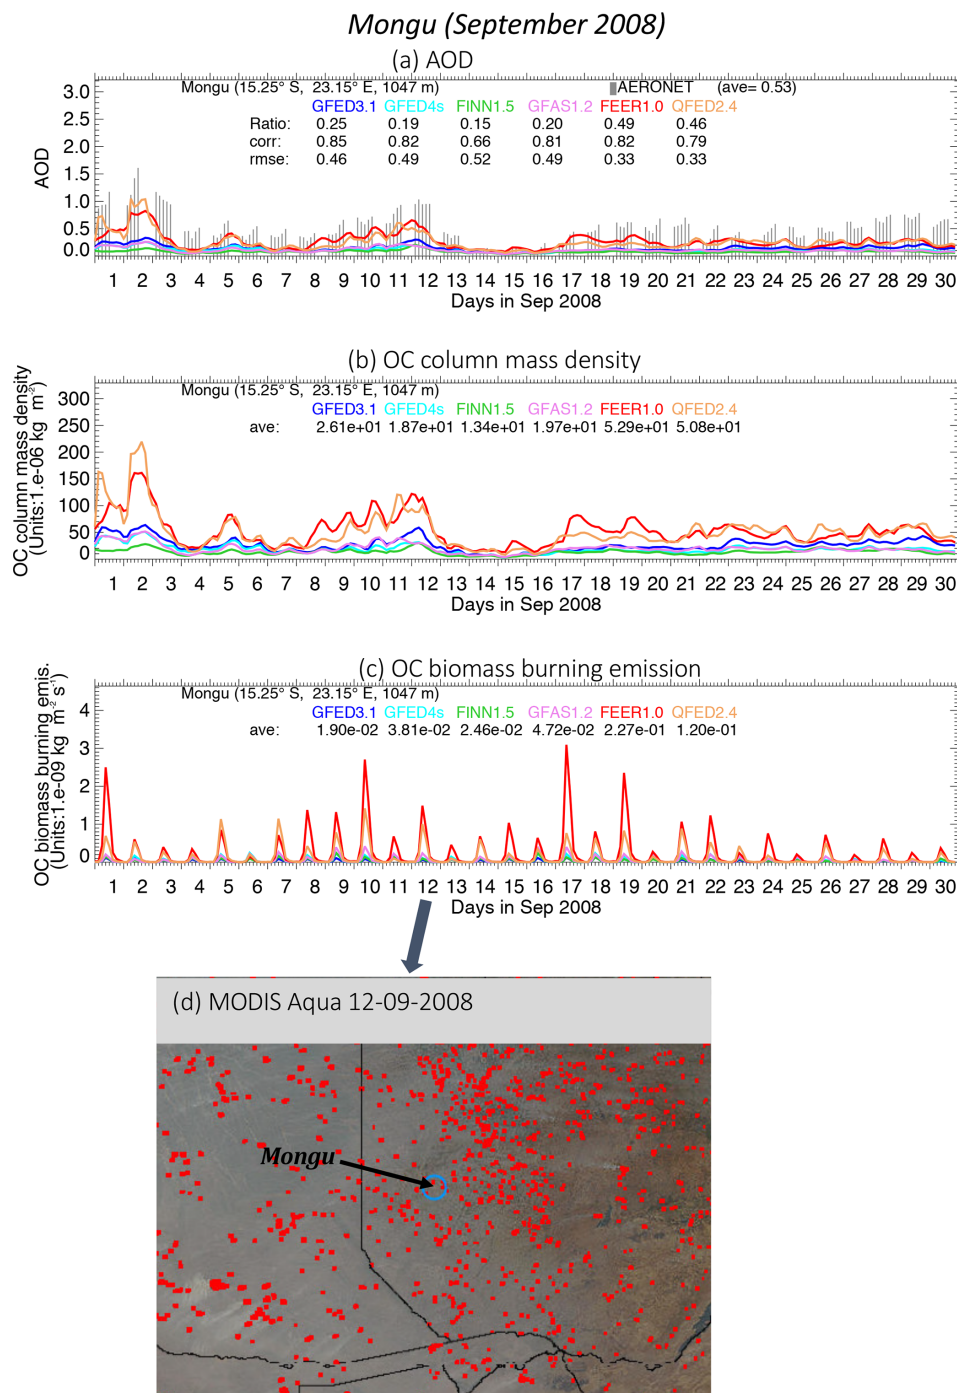 Mongu (September 2008)
(a) AOD
Mongu (15.25° S, 23.15° E, 1047 m) AERONET (ave= 0.53)
GFED3.1 GFED4s FINN1.5 GFAS1.2 FEER1.0 QFED2.4
Ratio: 0.25 0.19 0.15 0.20 0.49 0.46
corr: 0.85 0.82 0.66 0.81 0.82 0.79
rmse: 0.46 0.49 0.52 0.49 0.33 0.33
AOD
3.0
2.5
2.0
1.5
1.0
0.5
0.0
1 2 3 4 5 6 7 8 9 10 11 12 13 14 15 16 17 18 19 20 21 22 23 24 25 26 27 28 29 30
Days in Sep 2008
(b) OC column mass density
Mongu (15.25° S, 23.15° E, 1047 m)
GFED3.1 GFED4s FINN1.5 GFAS1.2 FEER1.0 QFED2.4
ave: 2.61e+01 1.87e+01 1.34e+01 1.97e+01 5.29e+01 5.08e+01
OC column mass density
(Units:1.e-06 kg m⁻²)
300
250
200
150
100
50
0
1 2 3 4 5 6 7 8 9 10 11 12 13 14 15 16 17 18 19 20 21 22 23 24 25 26 27 28 29 30
Days in Sep 2008
(c) OC biomass burning emission
Mongu (15.25° S, 23.15° E, 1047 m)
GFED3.1 GFED4s FINN1.5 GFAS1.2 FEER1.0 QFED2.4
ave: 1.90e-02 3.81e-02 2.46e-02 4.72e-02 2.27e-01 1.20e-01
OC biomass burning emis.
(Units:1.e-09 kg m⁻² s⁻¹)
4
3
2
1
0
1 2 3 4 5 6 7 8 9 10 11 12 13 14 15 16 17 18 19 20 21 22 23 24 25 26 27 28 29 30
Days in Sep 2008
(d) MODIS Aqua 12-09-2008
Mongu